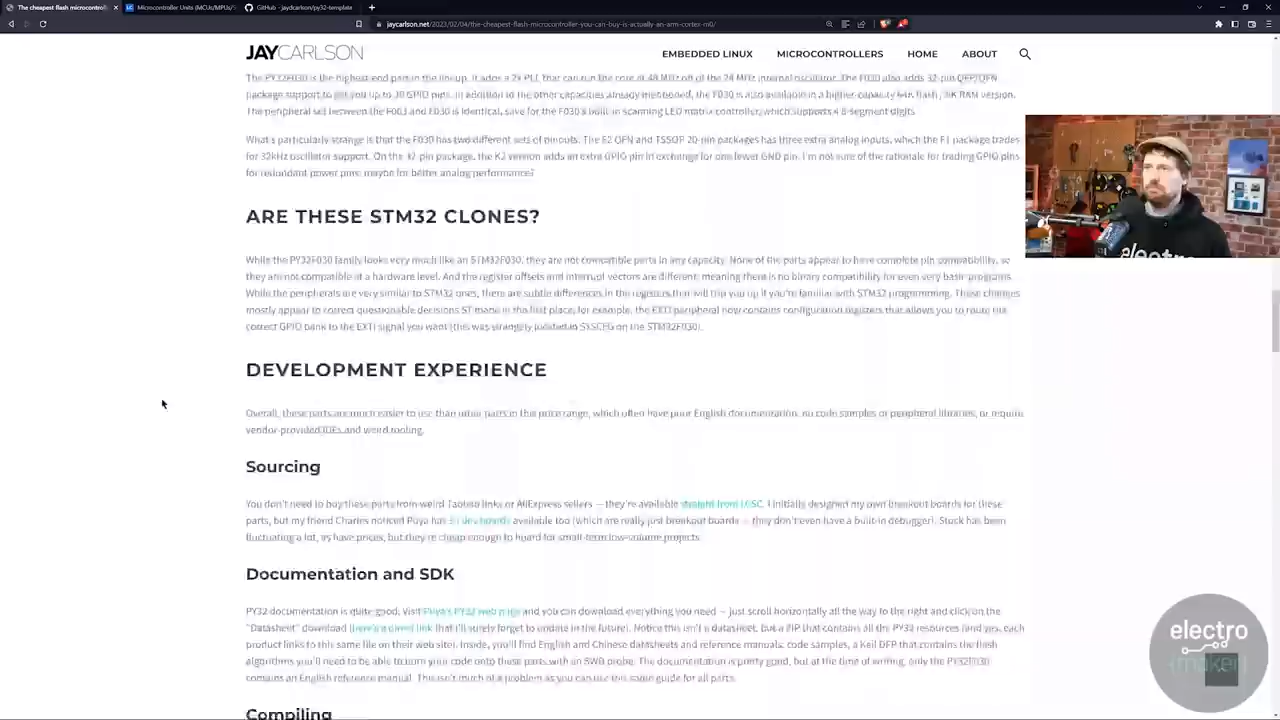 The cheapest flash microcontroll
Microcontroller Units (MCUs/MPUs/S
GitHub - jaydcarlson/py32-template
jaycarlson.net/2023/02/04/the-cheapest-flash-microcontroller-you-can-buy-is-actually-an-arm-cortex-m0/
JAYCARLSON
EMBEDDED LINUX
MICROCONTROLLERS
HOME
ABOUT
The PY32F030 is the highest-end part in the lineup. It adds a 2x PLL that can run the core at 48 MHz off of the 24 MHz internal oscillator. The F030 also adds 32-pin QFP/QFN
package support to get you up to 30 GPIO pins. In addition to the other capacities already mentioned, the F030 is also available in a higher-capacity 64K flash, 8K RAM version.
The peripheral set between the F003 and F030 is identical, save for the F030's built-in scanning LED matrix controller, which supports 4 8-segment digits.
What's particularly strange is that the F030 has two different sets of pinouts. The F2 QFN and TSSOP 20-pin packages has three extra analog inputs, which the F1 package trades
for 32kHz oscillator support. On the 32 pin package, the K2 version adds an extra GPIO pin in exchange for one fewer GND pin. I'm not sure of the rationale for trading GPIO pins
for redundant power pins: maybe for better analog performance?
ARE THESE STM32 CLONES?
While the PY32F030 family looks very much like an STM32F030, they are not compatible parts in any capacity. None of the parts appear to have complete pin compatibility, so
they are not compatible at a hardware level. And the register offsets and interrupt vectors are different, meaning there is no binary compatibility for even very basic programs.
While the peripherals are very similar to STM32 ones, there are subtle differences in the registers that will trip you up if you're familiar with STM32 programming. These changes
mostly appear to correct questionable decisions ST made in the first place, for example, the EXTI peripheral now contains configuration registers that allows you to route the
correct GPIO bank to the EXTI signal you want (this was strangely located in SYSCFG on the STM32F030).
DEVELOPMENT EXPERIENCE
Overall, these parts are much easier to use than other parts in this price range, which often have poor English documentation, no code samples or peripheral libraries, or require
vendor-provided IDEs and weird tooling.
Sourcing
You don't need to buy these parts from weird Taobao links or AliExpress sellers — they're available straight from LCSC. I initially designed my own breakout boards for these
parts, but my friend Charles noticed Puya has dev boards available too (which are really just breakout boards — they don't even have a built-in debugger). Stock has been
fluctuating a lot, as have prices, but they're cheap enough to hoard for small-term low-volume projects.
Documentation and SDK
PY32 documentation is quite good. Visit Puya's PY32 web page and you can download everything you need — just scroll horizontally all the way to the right and click on the
"Datasheet" download (here's a direct link that I'll surely forget to update in the future). Notice this isn't a datasheet, but a ZIP that contains all the PY32 resources (and yes, each
product links to this same file on their web site). Inside, you'll find English and Chinese datasheets and reference manuals, code samples, a Keil DFP that contains the flash
algorithms you'll need to be able to burn your code onto these parts with an SWD probe. The documentation is pretty good, but at the time of writing, only the PY32F030
contains an English reference manual. This isn't much of a problem as you can use this same guide for all parts.
Compiling
electro
electro
{maker}